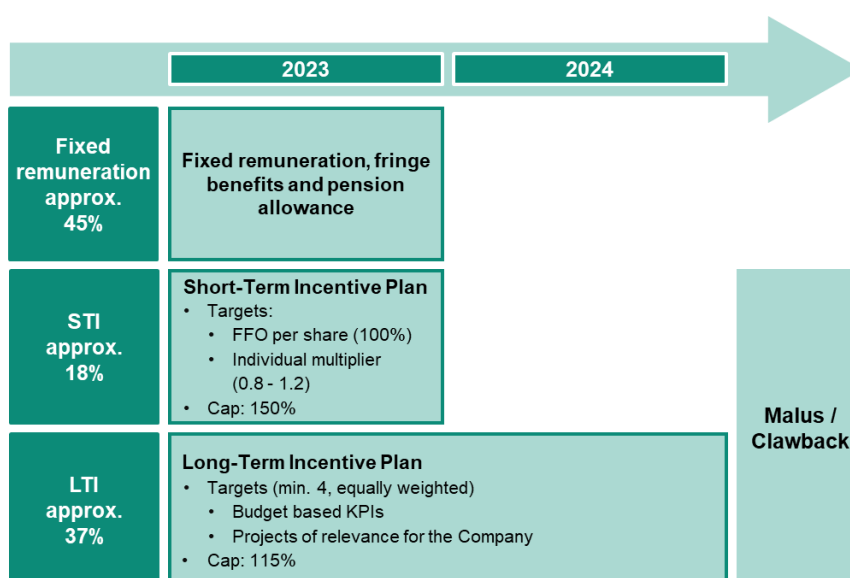 2023
2024
Fixed
remuneration
approx.
45%
Fixed remuneration, fringe
benefits and pension
allowance
STI
approx.
18%
Short-Term Incentive Plan
• Targets:
• FFO per share (100%)
• Individual multiplier
(0.8 - 1.2)
• Cap: 150%
Malus /
Clawback
LTI
approx.
37%
Long-Term Incentive Plan
• Targets (min. 4, equally weighted)
• Budget based KPIs
• Projects of relevance for the Company
• Cap: 115%